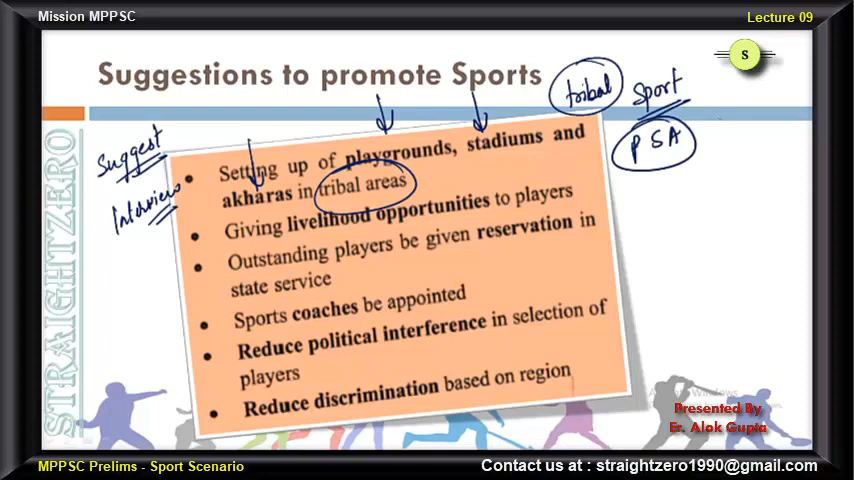 Mission MPPSC
Lecture 09
S
Suggestions to promote Sports
tribal
Sport
PSA
Suggest
Interview
STRAIGHTZERO
• Setting up of playgrounds, stadiums and
akharas in tribal areas
• Giving livelihood opportunities to players
• Outstanding players be given reservation in
state service
• Sports coaches be appointed
• Reduce political interference in selection of
players
• Reduce discrimination based on region
Presented By
Er. Alok Gupta
MPPSC Prelims - Sport Scenario
Contact us at : straightzero1990@gmail.com